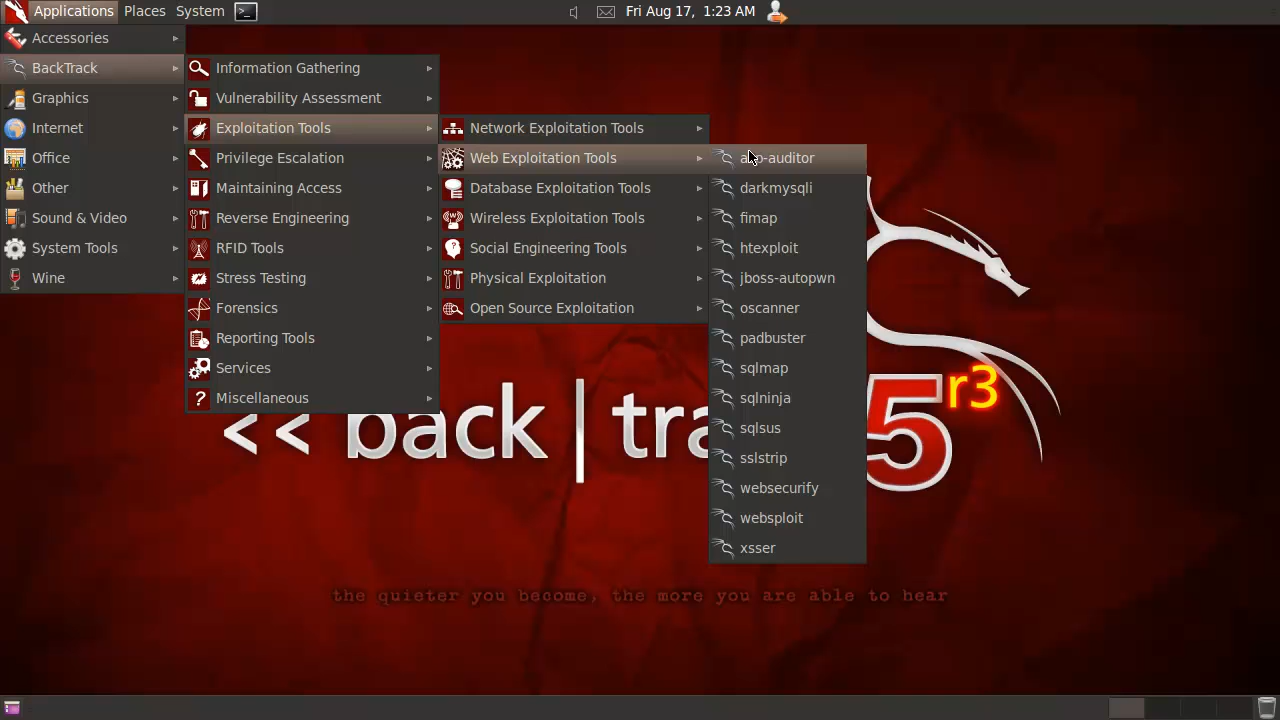 Applications Places System Fri Aug 17, 1:23 AM
Accessories
BackTrack
Graphics
Internet
Office
Other
Sound & Video
System Tools
Wine
Information Gathering
Vulnerability Assessment
Exploitation Tools
Privilege Escalation
Maintaining Access
Reverse Engineering
RFID Tools
Stress Testing
Forensics
Reporting Tools
Services
Miscellaneous
Network Exploitation Tools
Web Exploitation Tools
Database Exploitation Tools
Wireless Exploitation Tools
Social Engineering Tools
Physical Exploitation
Open Source Exploitation
darkmysqli
fimap
htexploit
jboss-autopwn
oscanner
padbuster
sqlmap
sqlninja
sqlsus
sslstrip
websecurify
websploit
xsser
<< back | tra 5 r3
the quieter you become, the more you are able to hear